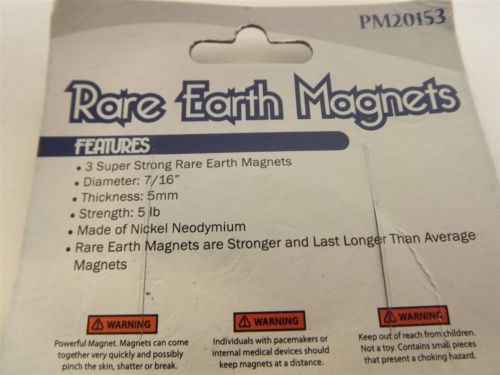 PM20153
Rare Earth Magnets
FEATURES
• 3 Super Strong Rare Earth Magnets
• Diameter: 7/16"
• Thickness: 5mm
• Strength: 5 lb
• Made of Nickel Neodymium
• Rare Earth Magnets are Stronger and Last Longer Than Average
Magnets
WARNING WARNING WARNING
Powerful Magnet. Magnets can come
together very quickly and possibly
pinch the skin, shatter or break.
Individuals with pacemakers or
internal medical devices should
keep magnets at a distance.
Keep out of reach from children.
Not a toy. Contains small pieces
that present a choking hazard.